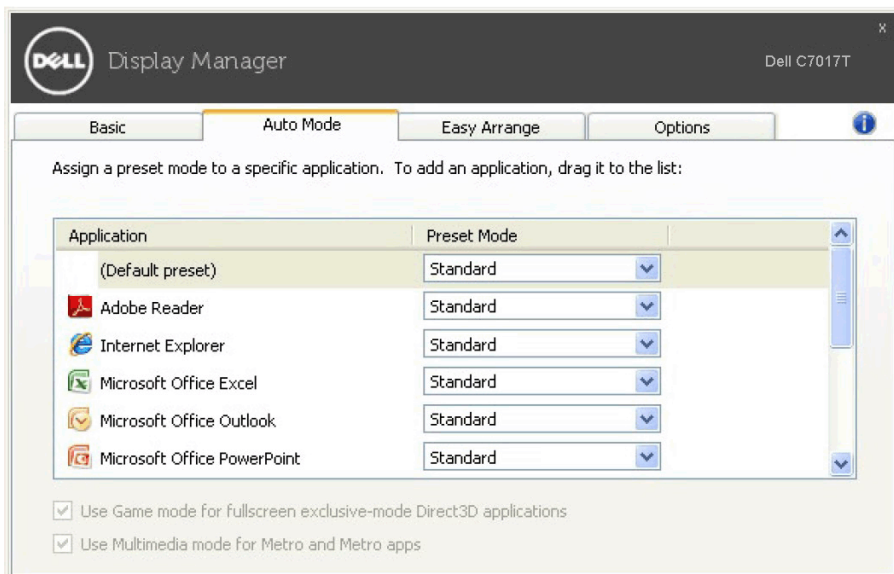 x
DELL Display Manager Dell C7017T
Basic Auto Mode Easy Arrange Options i
Assign a preset mode to a specific application. To add an application, drag it to the list:
Application Preset Mode
(Default preset) Standard
Adobe Reader Standard
Internet Explorer Standard
Microsoft Office Excel Standard
Microsoft Office Outlook Standard
Microsoft Office PowerPoint Standard
Use Game mode for fullscreen exclusive-mode Direct3D applications
Use Multimedia mode for Metro and Metro apps